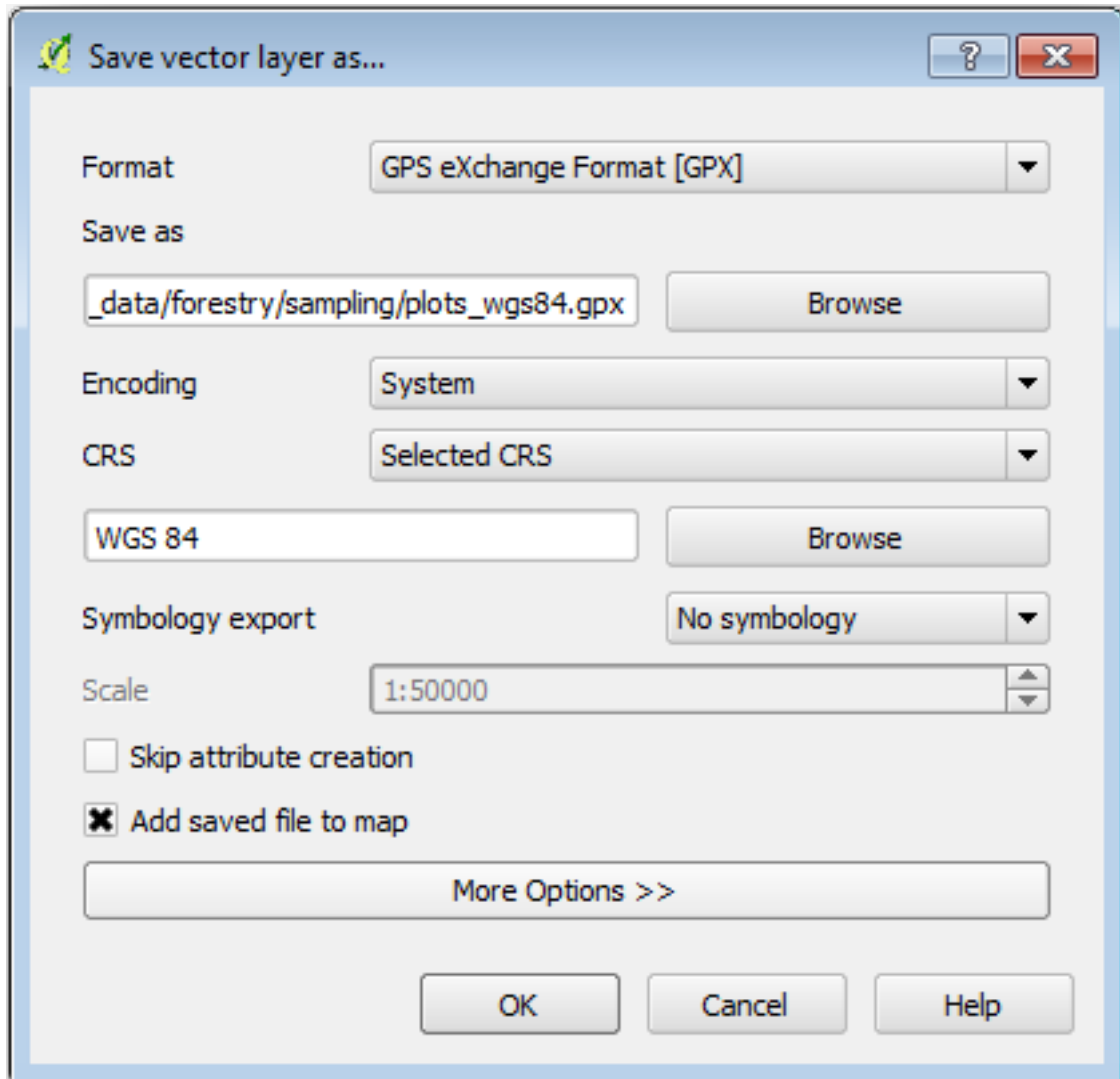 Save vector layer as...
?
Format GPS eXchange Format [GPX]
Save as
_data/forestry/sampling/plots_wgs84.gpx Browse
Encoding System
CRS Selected CRS
WGS 84 Browse
Symbology export No symbology
Scale 1:50000
Skip attribute creation
Add saved file to map
More Options >>
OK Cancel Help